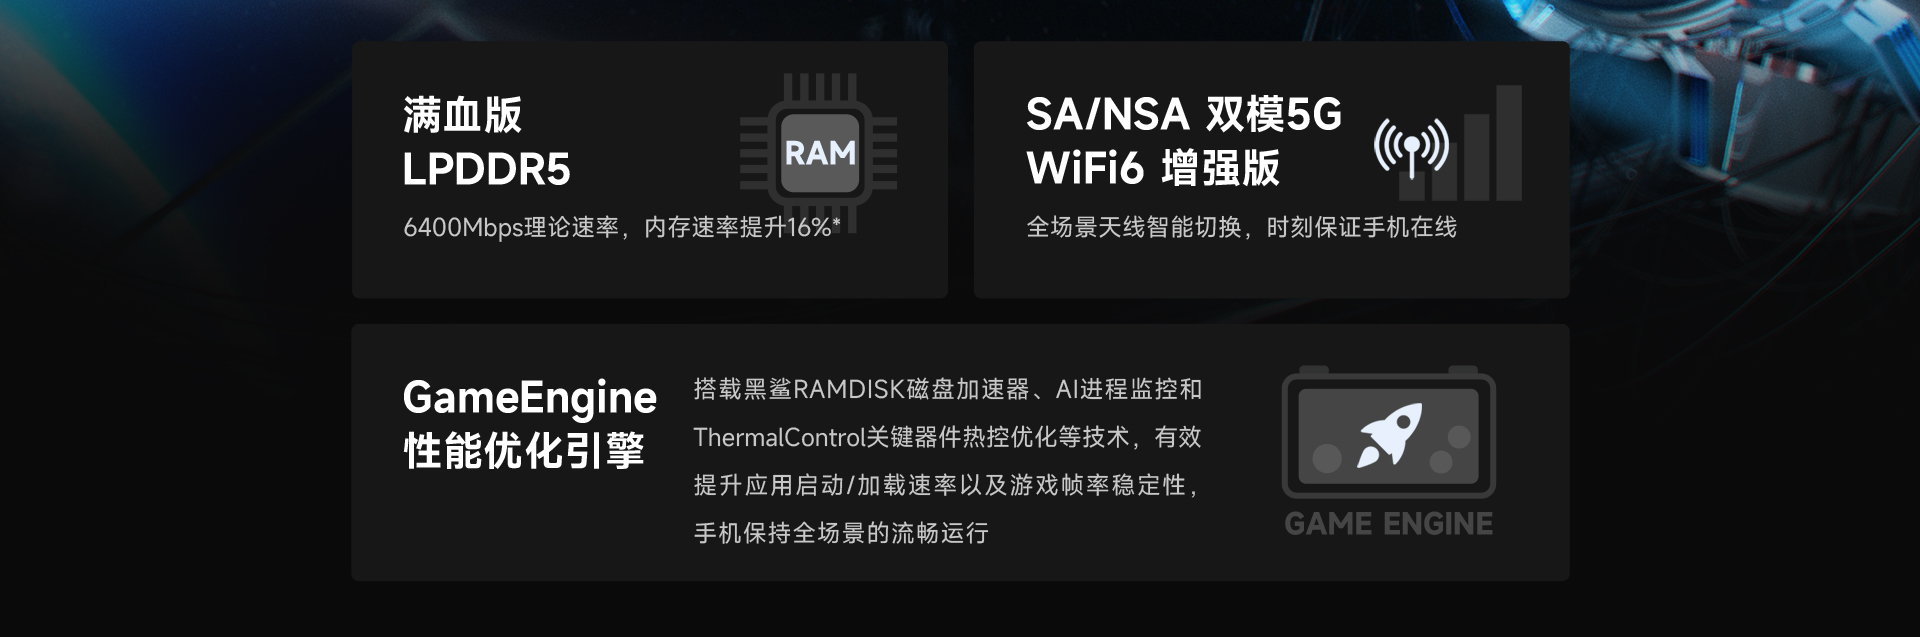 满血版
LPDDR5
RAM
6400Mbps理论速率，内存速率提升16%*
SA/NSA 双模5G
WiFi6 增强版
全场景天线智能切换，时刻保证手机在线
GameEngine
性能优化引擎
搭载黑鲨RAMDISK磁盘加速器、AI进程监控和
ThermalControl关键器件热控优化等技术，有效
提升应用启动/加载速率以及游戏帧率稳定性，
手机保持全场景的流畅运行
GAME ENGINE